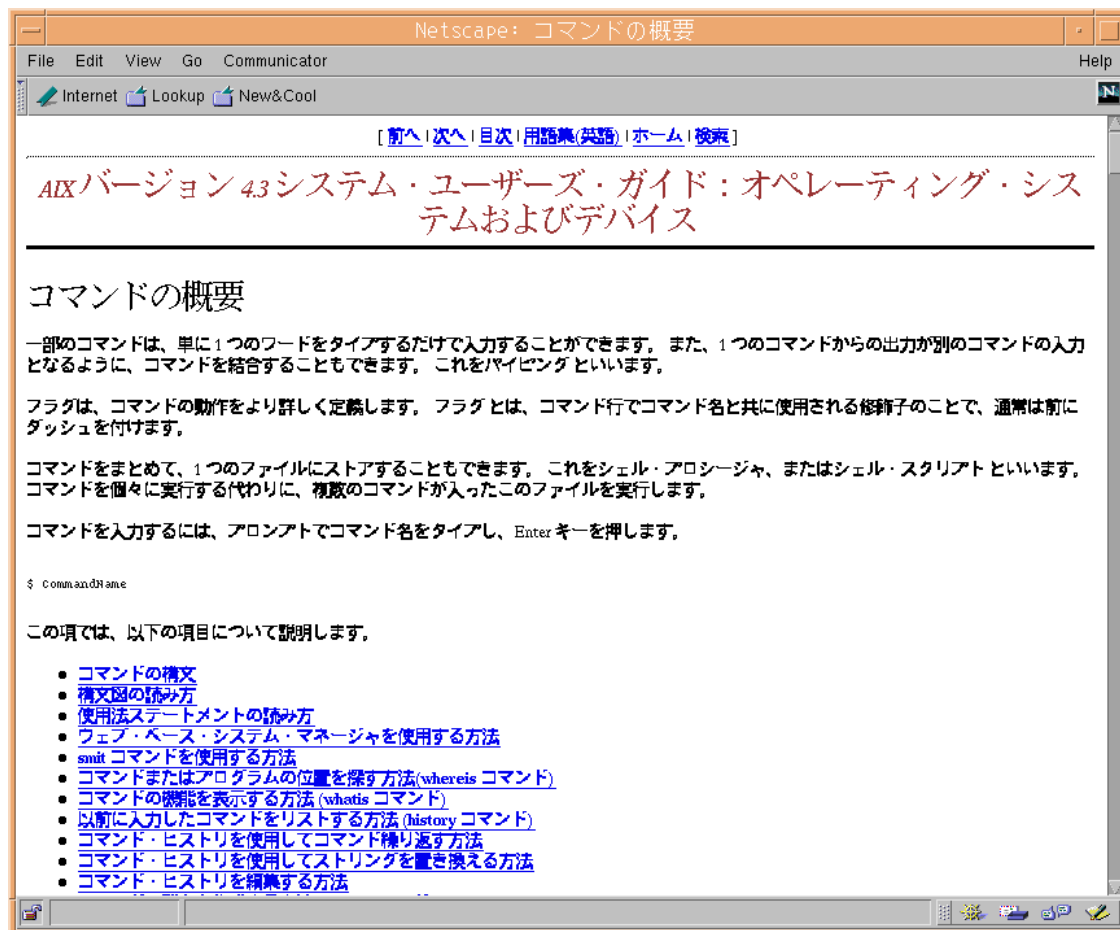 Netscape: コマンドの概要
File Edit View Go Communicator Help
Internet Lookup New&Cool
N
[ 前へ | 次へ | 目次 | 用語集(英語) | ホーム | 検索 ]
AIX バージョン 4.3 システム・ユーザーズ・ガイド：オペレーティング・シス
テムおよびデバイス
コマンドの概要
一部のコマンドは、単に 1 つのワードをタイプするだけで入力することができます。 また、1 つのコマンドからの出力が別のコマンドの入力
となるように、コマンドを結合することもできます。 これをパイピング といいます。
フラグは、コマンドの動作をより詳しく定義します。 フラグ とは、コマンド行でコマンド名と共に使用される修飾子のことで、通常は前に
ダッシュを付けます。
コマンドをまとめて、1 つのファイルにストアすることもできます。 これをシェル・プロシージャ、またはシェル・スクリプト といいます。
コマンドを個々に実行する代わりに、複数のコマンドが入ったこのファイルを実行します。
コマンドを入力するには、プロンプトでコマンド名をタイプし、Enter キーを押します。
$ CommandName
この項では、以下の項目について説明します。
コマンドの構文
構文図の読み方
使用法ステートメントの読み方
ウェブ・ベース・システム・マネージャを使用する方法
smit コマンドを使用する方法
コマンドまたはプログラムの位置を探す方法(whereis コマンド)
コマンドの機能を表示する方法 (whatis コマンド)
以前に入力したコマンドをリストする方法 (history コマンド)
コマンド・ヒストリを使用してコマンド繰り返す方法
コマンド・ヒストリを使用してストリングを置き換える方法
コマンド・ヒストリを編集する方法